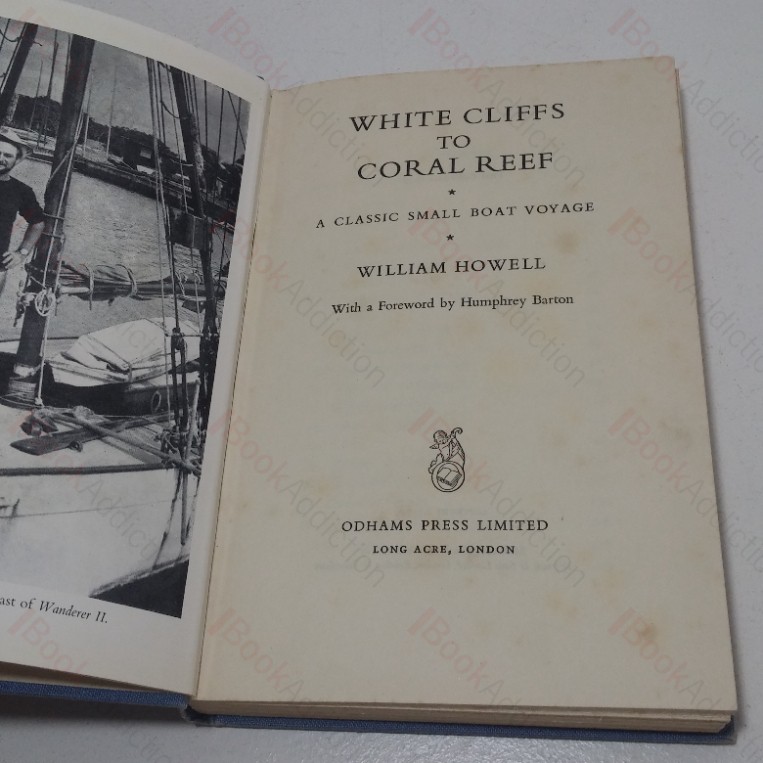 WHITE CLIFFS
TO
CORAL REEF
A CLASSIC SMALL BOAT VOYAGE
WILLIAM HOWELL
With a Foreword by Humphrey Barton
ODHAMS PRESS LIMITED
LONG ACRE, LONDON
of Wanderer II.
BookAddiction